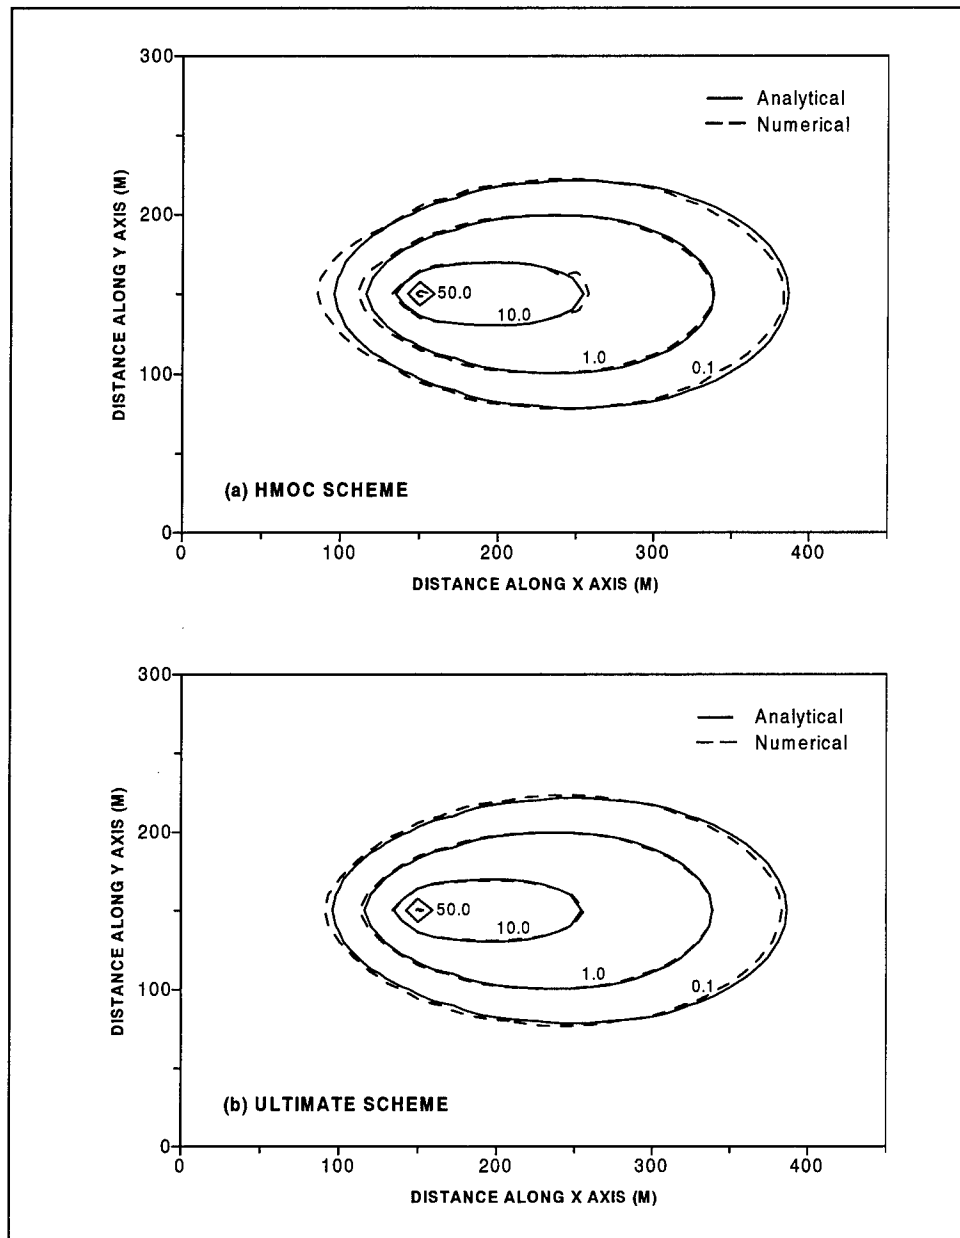 300
200
100
0
DISTANCE ALONG Y AXIS (M)
Analytical
Numerical
50.0
10.0
1.0
0.1
(a) HMOC SCHEME
0
100
200
300
400
DISTANCE ALONG X AXIS (M)
300
200
100
0
DISTANCE ALONG Y AXIS (M)
Analytical
Numerical
50.0
10.0
1.0
0.1
(b) ULTIMATE SCHEME
0
100
200
300
400
DISTANCE ALONG X AXIS (M)